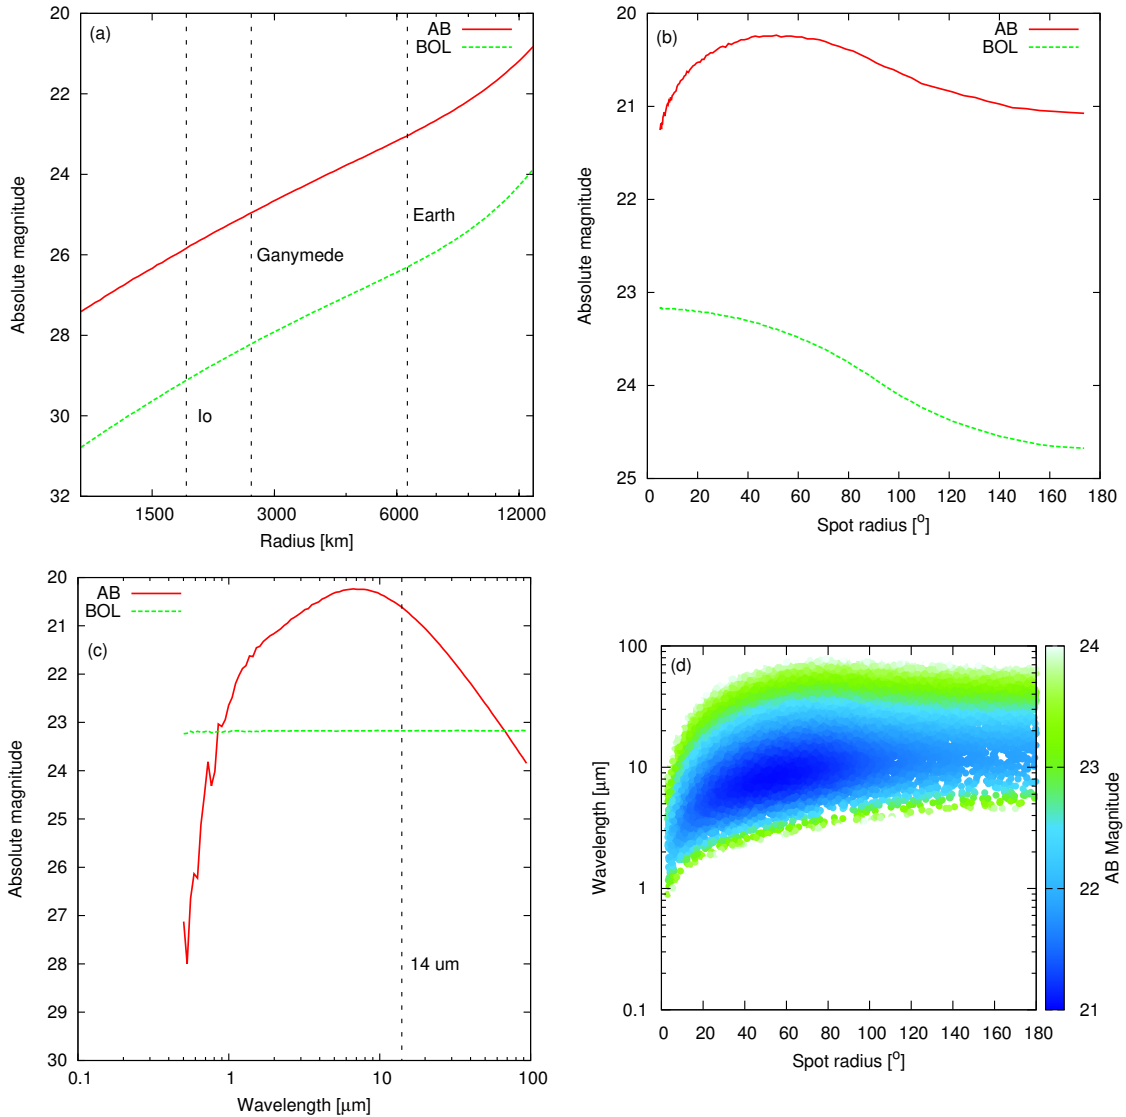 (a)
AB
BOL
20
22
24
26
28
30
32
Absolute magnitude
Earth
Ganymede
Io
1500
3000
6000
12000
Radius [km]
(b)
AB
BOL
20
21
22
23
24
25
Absolute magnitude
0
20
40
60
80
100
120
140
160
180
Spot radius [o]
AB
BOL
(c)
20
21
22
23
24
25
26
27
28
29
30
Absolute magnitude
14 um
0.1
1
10
100
Wavelength [μm]
(d)
100
10
1
0.1
Wavelength [μm]
0
20
40
60
80
100
120
140
160
180
Spot radius [o]
24
23
22
21
AB Magnitude